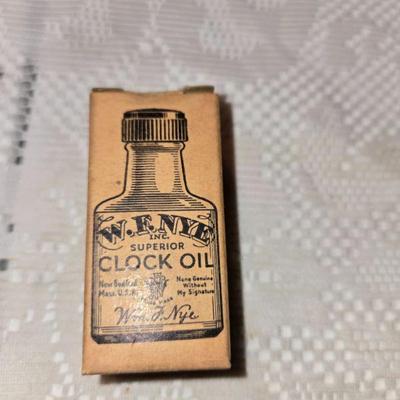 W.F. NYE
INC.
SUPERIOR
CLOCK OIL
New Bedford None Genuine
Mass. U.S.A. Without
My Signature
Wm. F. Nye